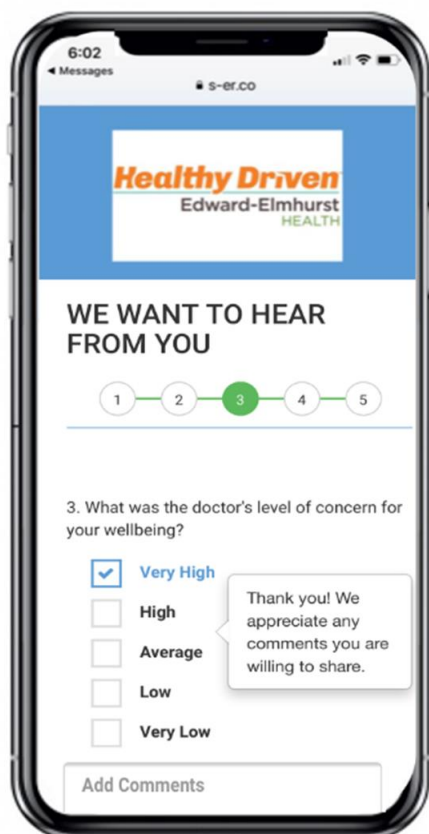 6:02
Messages
s-er.co
Healthy Driven
Edward-Elmhurst
HEALTH
WE WANT TO HEAR
FROM YOU
1 2 3 4 5
3. What was the doctor's level of concern for
your wellbeing?
Very High
High
Average
Low
Very Low
Thank you! We
appreciate any
comments you are
willing to share.
Add Comments